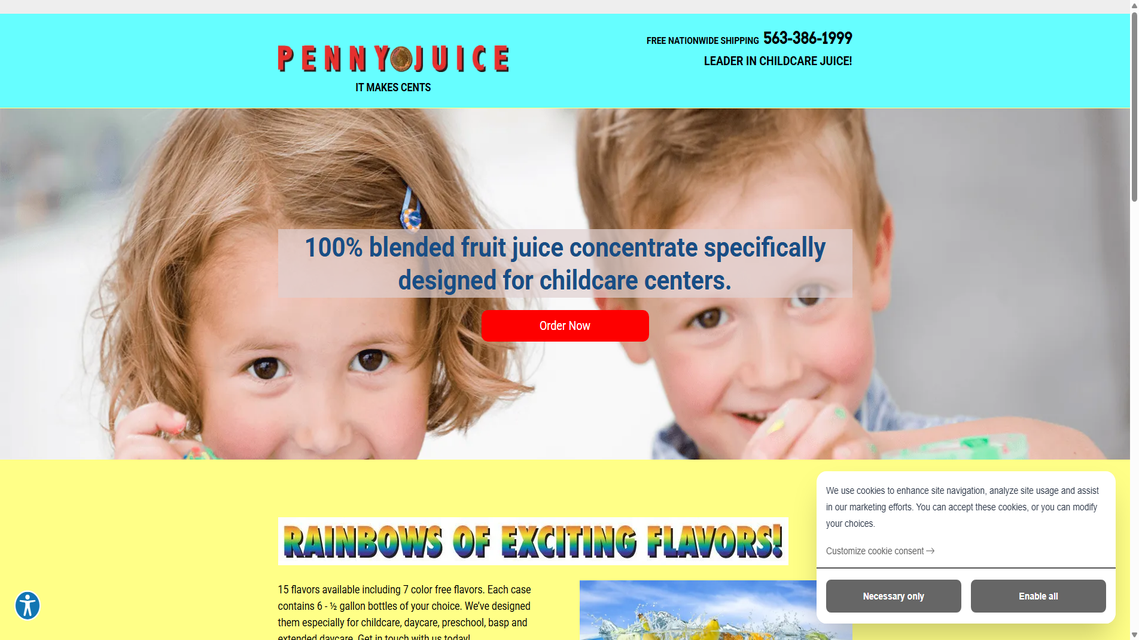 PENNY JUICE
IT MAKES CENTS
FREE NATIONWIDE SHIPPING 563-386-1999
LEADER IN CHILDCARE JUICE!
100% blended fruit juice concentrate specifically
designed for childcare centers.
Order Now
RAINBOWS OF EXCITING FLAVORS!
15 flavors available including 7 color free flavors. Each case
contains 6 - ½ gallon bottles of your choice. We've designed
them especially for childcare, daycare, preschool, basp and
extended daycare. Get in touch with us today!
We use cookies to enhance site navigation, analyze site usage and assist
in our marketing efforts. You can accept these cookies, or you can modify
your choices.
Customize cookie consent
Necessary only
Enable all